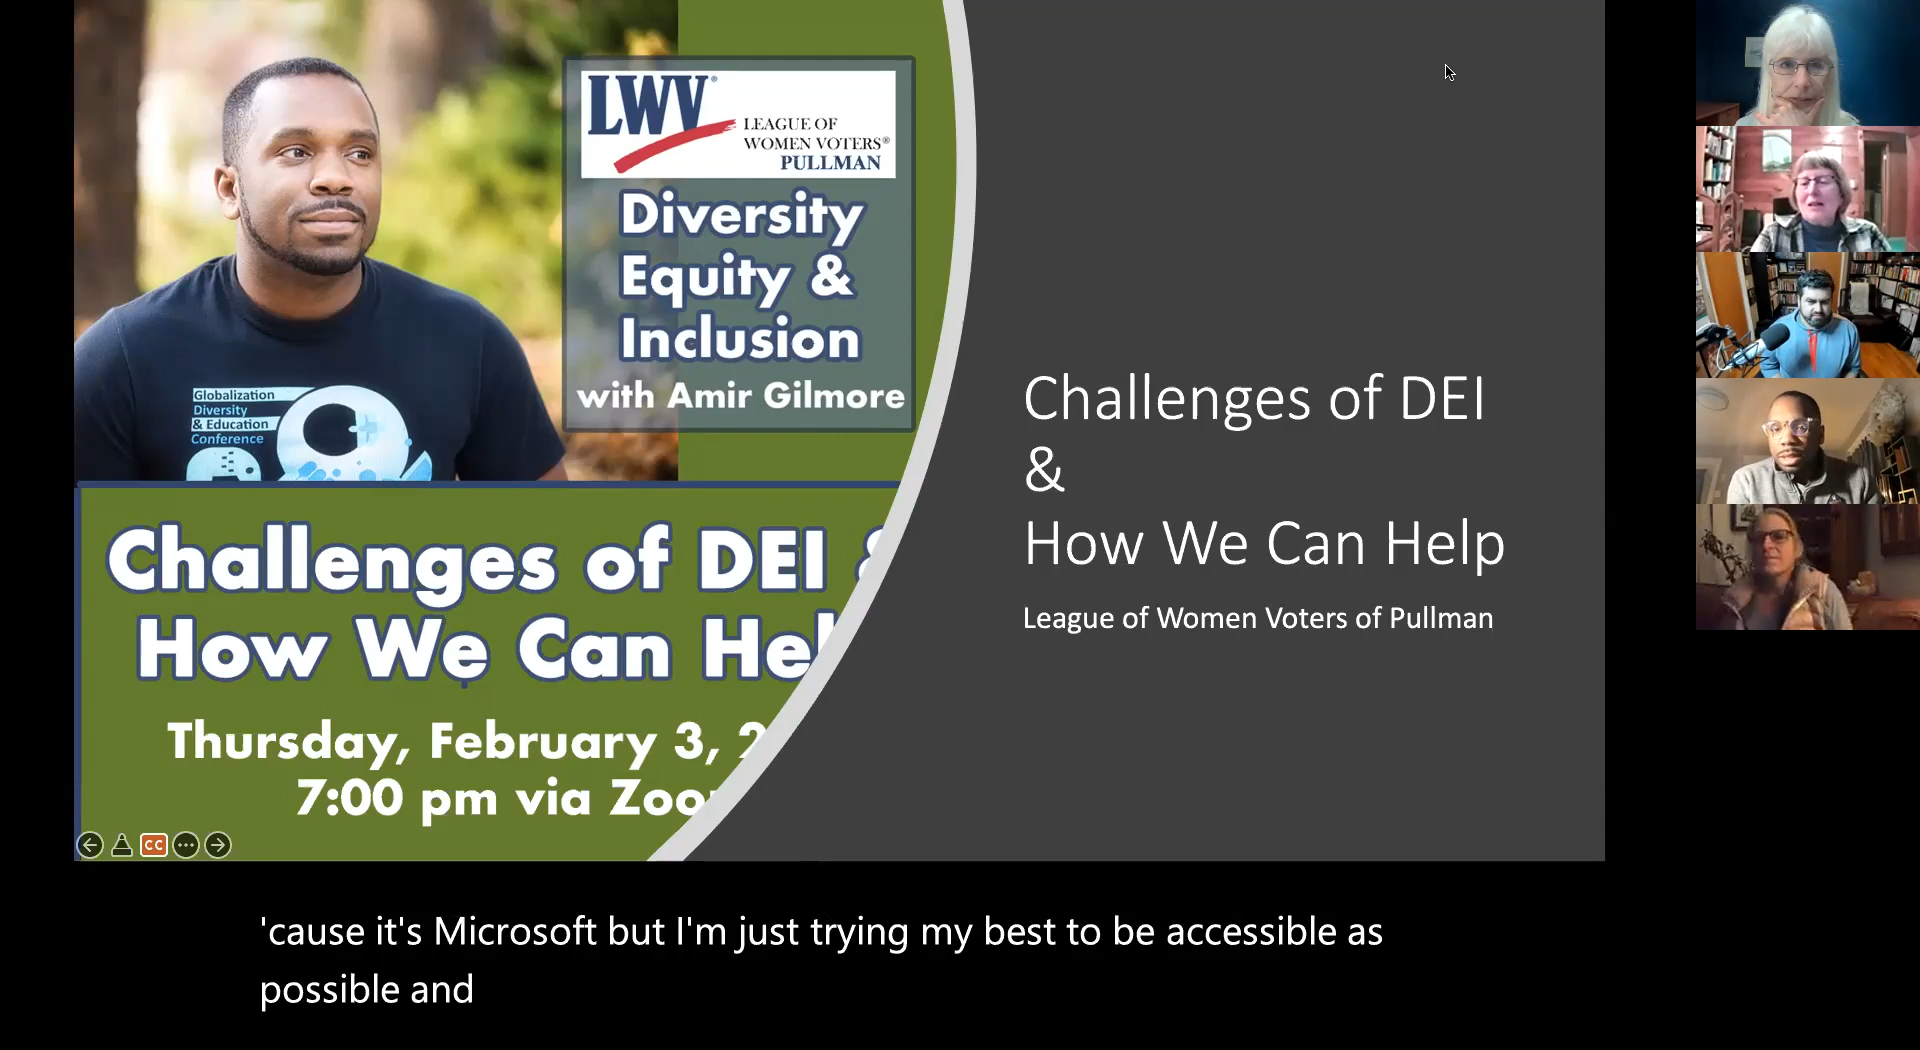 LWV®
LEAGUE OF
WOMEN VOTERS®
PULLMAN
Diversity
Equity &
Inclusion
with Amir Gilmore
Globalization
Diversity
& Education
Conference
Challenges of DEI &
How We Can Hel
Thursday, February 3, 2
7:00 pm via Zoo
Challenges of DEI
&
How We Can Help
League of Women Voters of Pullman
CC
'cause it's Microsoft but I'm just trying my best to be accessible as
possible and